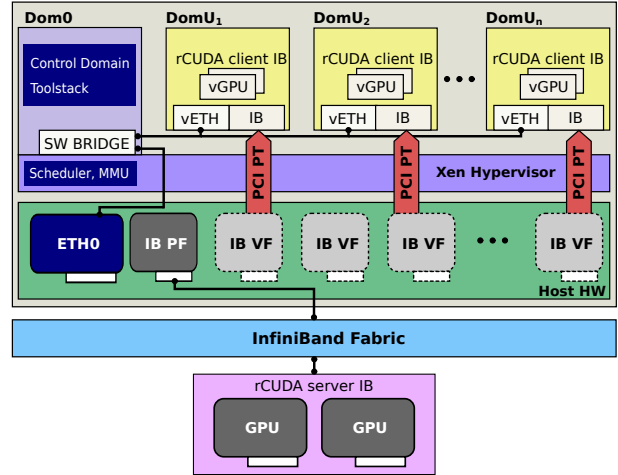 Dom0
DomU1
DomU2
DomUn
Control Domain
Toolstack
rCUDA client IB
vGPU
vETH
IB
rCUDA client IB
vGPU
vETH
IB
rCUDA client IB
vGPU
vETH
IB
SW BRIDGE
Scheduler, MMU
PCI PT
PCI PT
PCI PT
Xen Hypervisor
ETH0
IB PF
IB VF
IB VF
IB VF
IB VF
Host HW
InfiniBand Fabric
rCUDA server IB
GPU
GPU